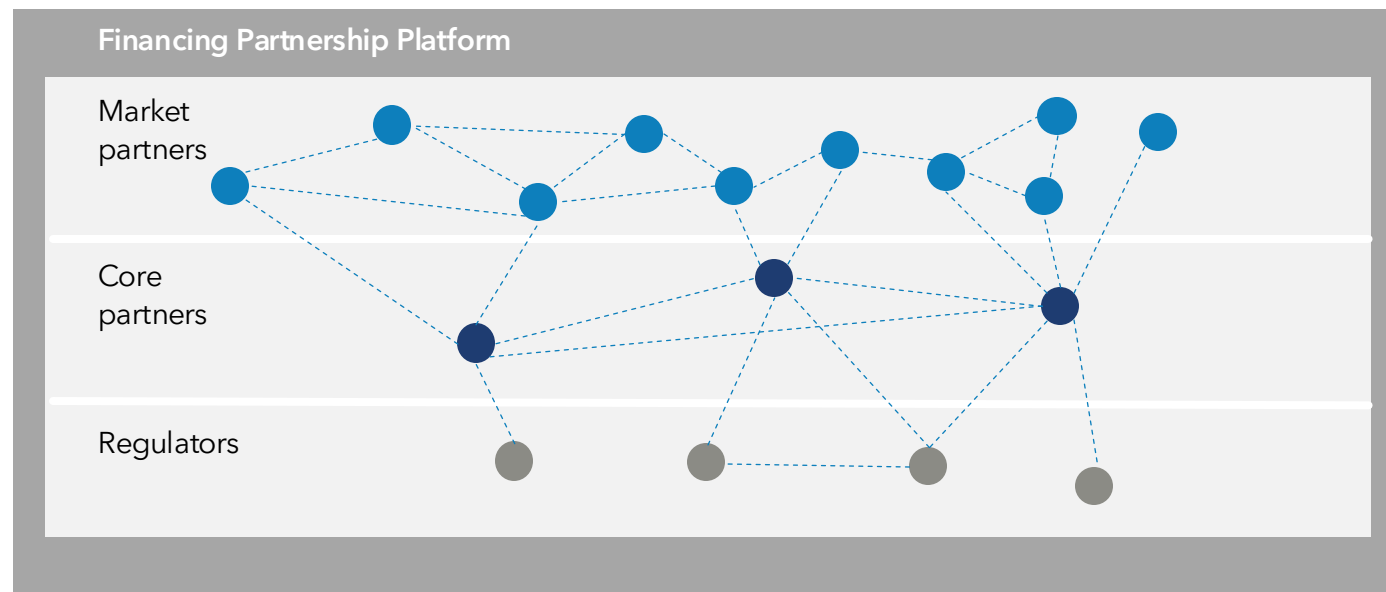 Financing Partnership Platform
Market
partners
Core
partners
Regulators